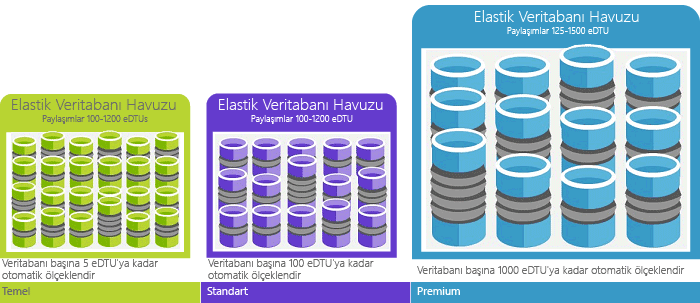 Elastik Veritabanı Havuzu
Paylaşımlar 100-1200 eDTUs
Veritabanı başına 5 eDTU'ya kadar
otomatik ölçeklendir
Temel
Elastik Veritabanı Havuzu
Paylaşımlar 100-1200 eDTU
Veritabanı başına 100 eDTU'ya kadar
otomatik ölçeklendir
Standart
Elastik Veritabanı Havuzu
Paylaşımlar 125-1500 eDTU
Veritabanı başına 1000 eDTU'ya kadar otomatik ölçeklendir
Premium